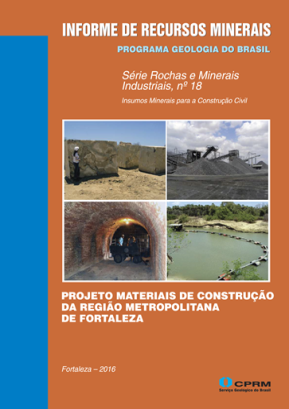 INFORME DE RECURSOS MINERAIS
PROGRAMA GEOLOGIA DO BRASIL
Série Rochas e Minerais
Industriais, nº 18
Insumos Minerais para a Construção Civil
PROJETO MATERIAIS DE CONSTRUÇÃO
DA REGIÃO METROPOLITANA
DE FORTALEZA
Fortaleza – 2016
CPRM
Serviço Geológico do Brasil